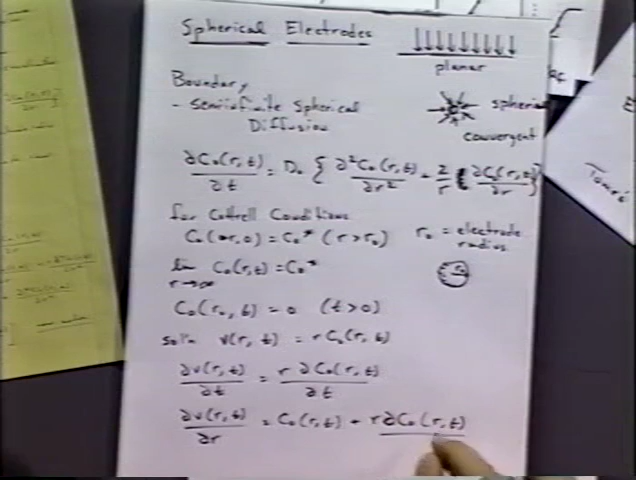 Spherical Electrodes
planar
Boundary
- semiinfinite Spherical
Diffusion
spherical
convergent
∂Co(r,t)/∂t = Do { ∂²Co(r,t)/∂r² + 2/r ( ∂Co(r,t)/∂r }
for Cottrell Conditions
Co(r,0) = Co* (r>ro) ro = electrode
radius
lim Co(r,t) = Co*
r→∞
Co(ro,t) = 0 (t>0)
sol'n v(r,t) = r Co(r,t)
∂v(r,t)/∂t = r ∂Co(r,t)/∂t
∂v(r,t)/∂r = Co(r,t) + r∂Co(r,t)